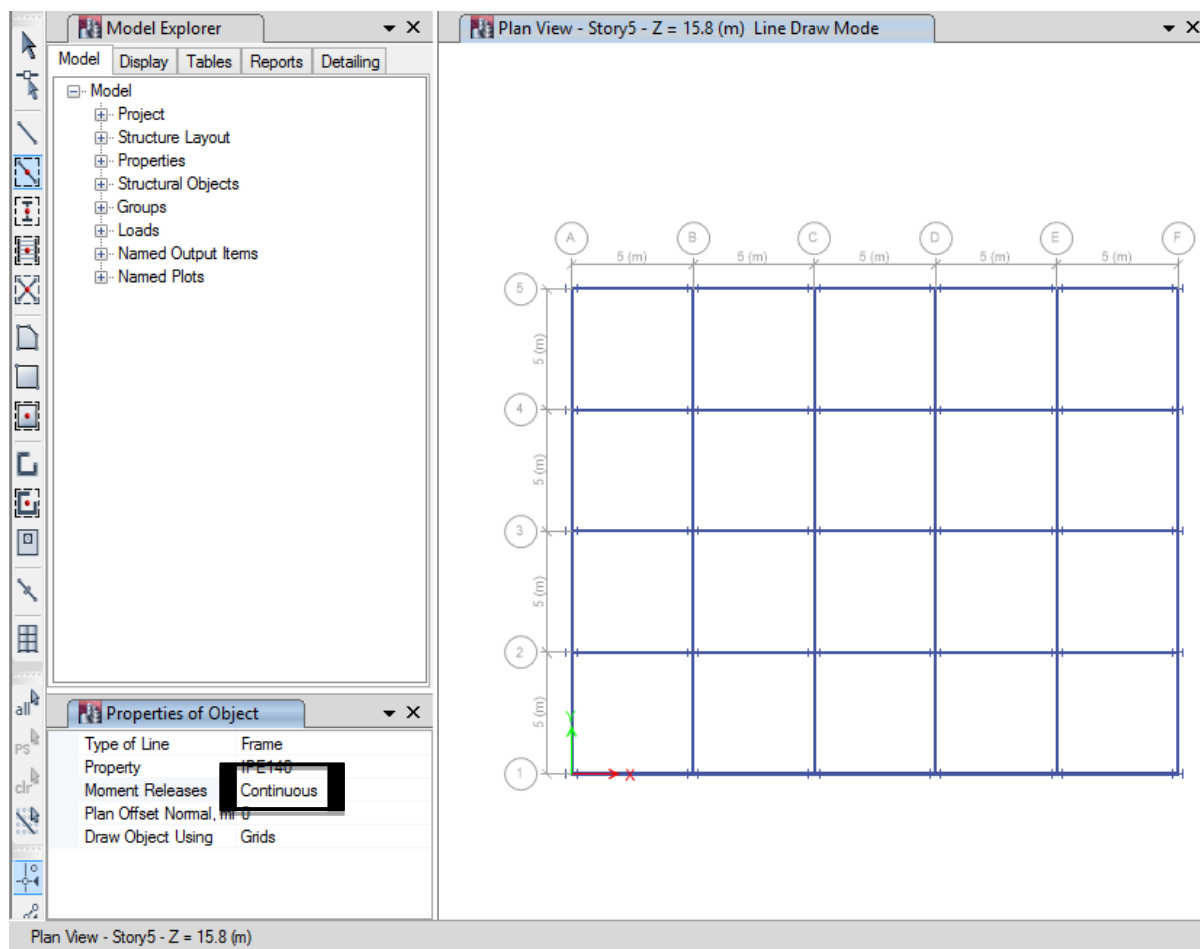 Model Explorer
Model Display Tables Reports Detailing
Model
Project
Structure Layout
Properties
Structural Objects
Groups
Loads
Named Output Items
Named Plots
all
PS
clr
Properties of Object
Type of Line Frame
Property IPE140
Moment Releases Continuous
Plan Offset Normal, m 0
Draw Object Using Grids
Plan View - Story5 - Z = 15.8 (m) Line Draw Mode
A B C D E F
5 (m) 5 (m) 5 (m) 5 (m) 5 (m)
5
5 (m)
4
5 (m)
3
5 (m)
2
5 (m)
Y
1 X
Plan View - Story5 - Z = 15.8 (m)